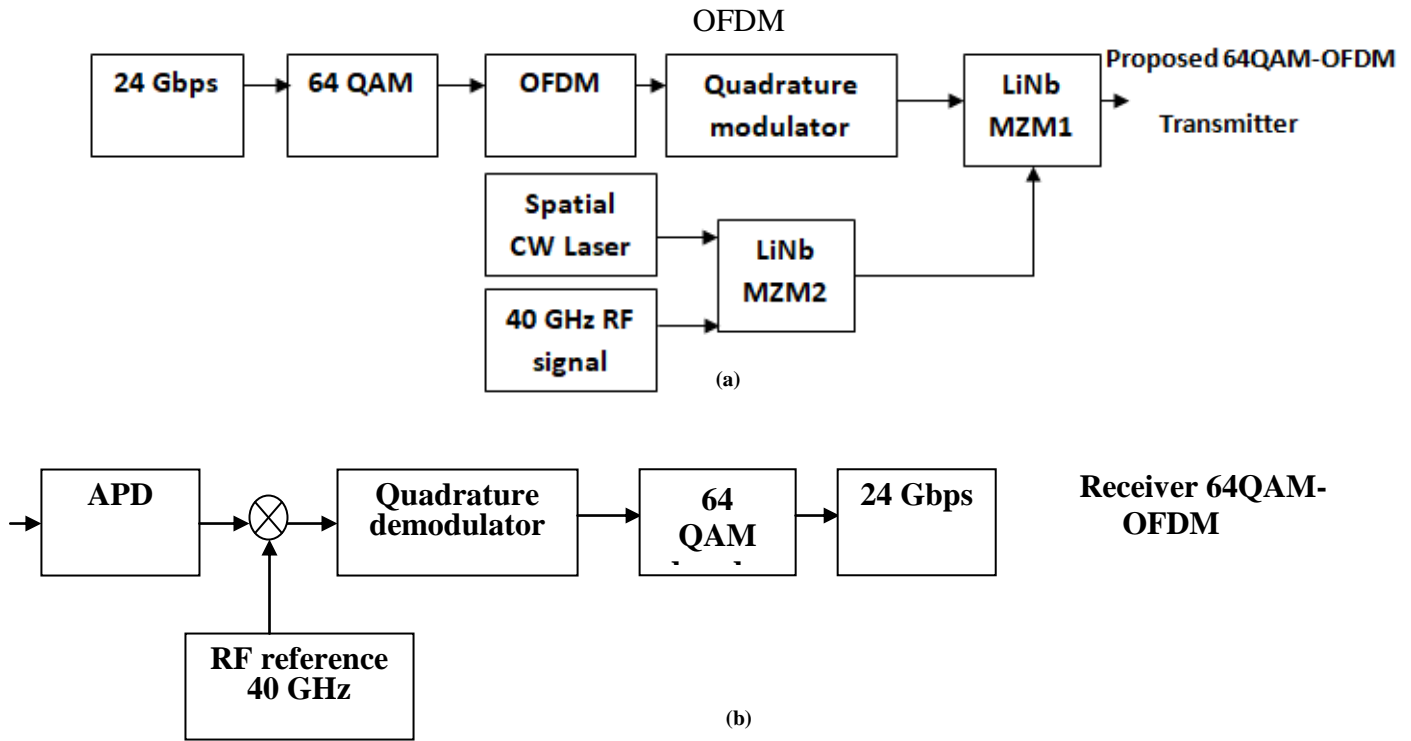 OFDM
24 Gbps
64 QAM
OFDM
Quadrature
modulator
LiNb
MZM1
Proposed 64QAM-OFDM
Transmitter
Spatial
CW Laser
LiNb
MZM2
40 GHz RF
signal
(a)
APD
Quadrature
demodulator
64
QAM
24 Gbps
Receiver 64QAM-
OFDM
RF reference
40 GHz
(b)